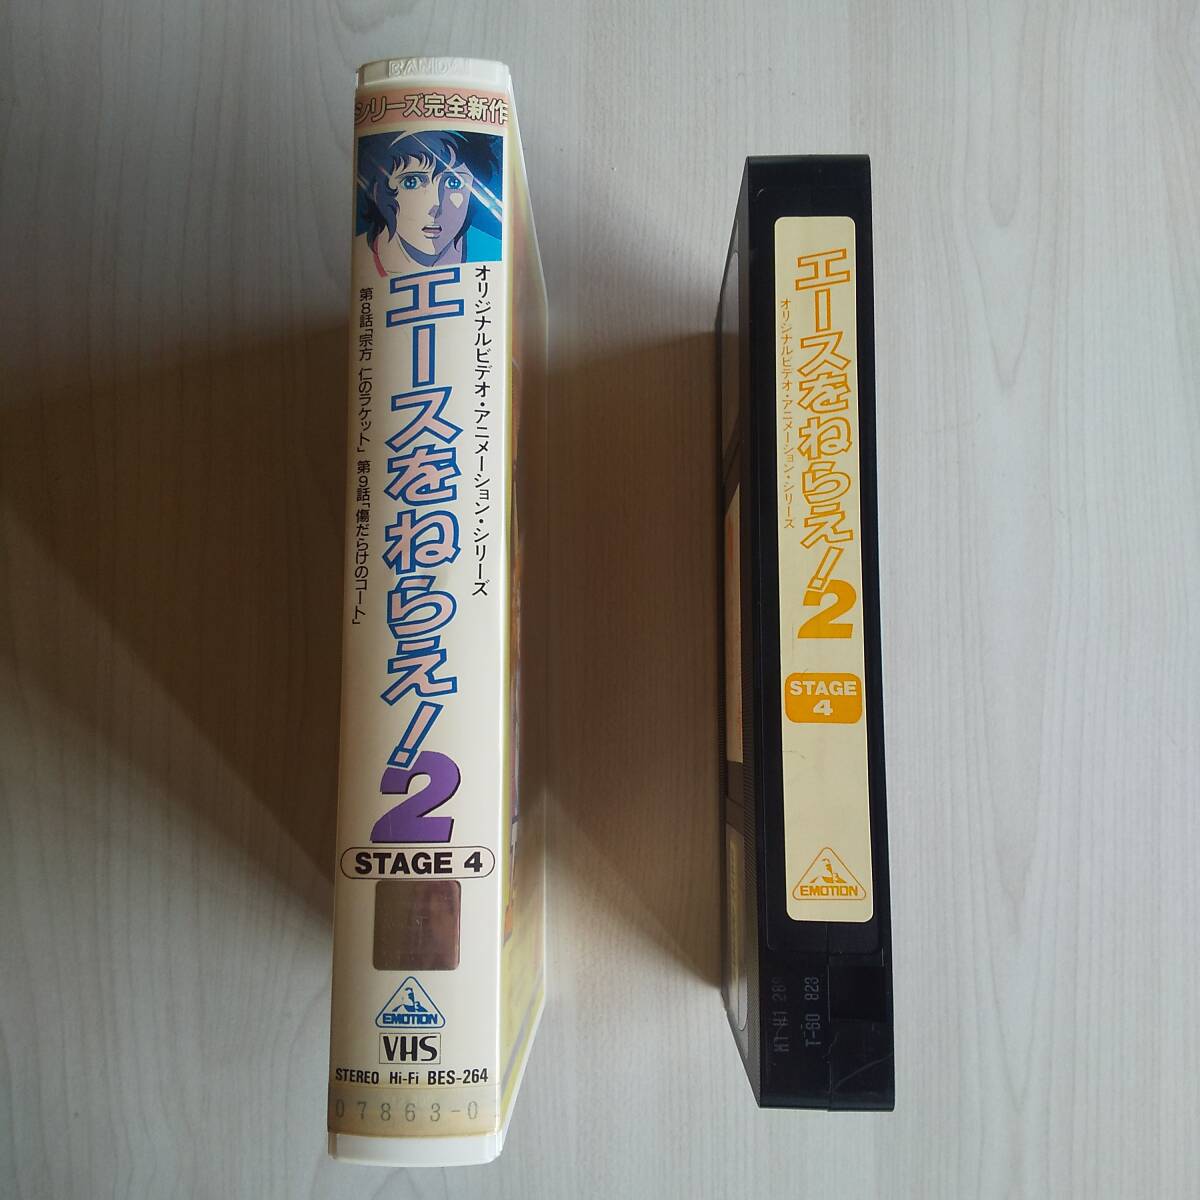 BANDAI
シリーズ完全新作
オリジナルビデオ・アニメーション・シリーズ
エースをねらえ!2
第8話「宗方 仁のラケット」 第9話「傷だらけのコート」
STAGE 4
EMOTION
VHS
STEREO Hi-Fi BES-264
07863-0
エースをねらえ!2
オリジナルビデオ・アニメーション・シリーズ
STAGE
4
EMOTION
T-60 823